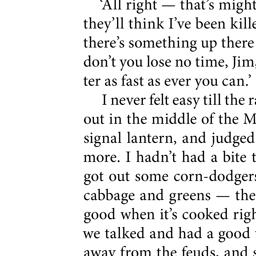 'All right — that's might
they'll think I've been kille
there's something up there
don't you lose no time, Jim,
ter as fast as ever you can.'
I never felt easy till the ra
out in the middle of the M
signal lantern, and judged
more. I hadn't had a bite t
got out some corn-dodgers
cabbage and greens — the
good when it's cooked righ
we talked and had a good
away from the feuds, and s